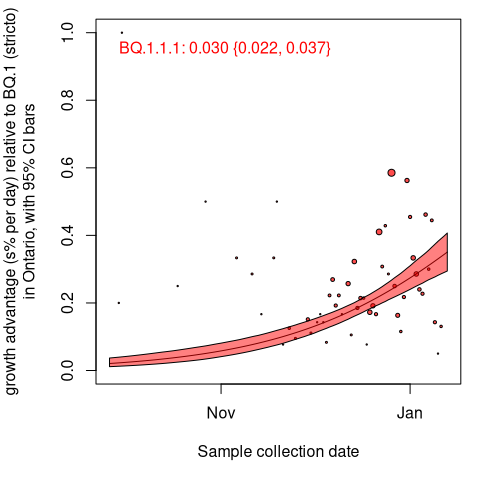 growth advantage (s% per day) relative to BQ.1 (stricto)
in Ontario, with 95% CI bars
BQ.1.1.1: 0.030 {0.022, 0.037}
1.0
0.8
0.6
0.4
0.2
0.0
Nov
Jan
Sample collection date